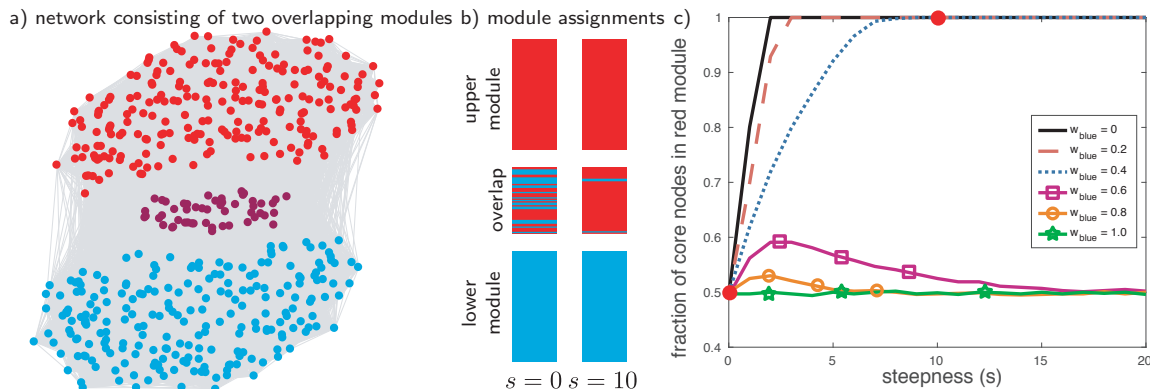 a) network consisting of two overlapping modules
b) module assignments
upper
module
overlap
lower
module
s = 0
s = 10
c)
fraction of core nodes in red module
1
0.9
0.8
0.7
0.6
0.5
0.4
0
5
10
15
20
steepness (s)
w_blue = 0
w_blue = 0.2
w_blue = 0.4
w_blue = 0.6
w_blue = 0.8
w_blue = 1.0